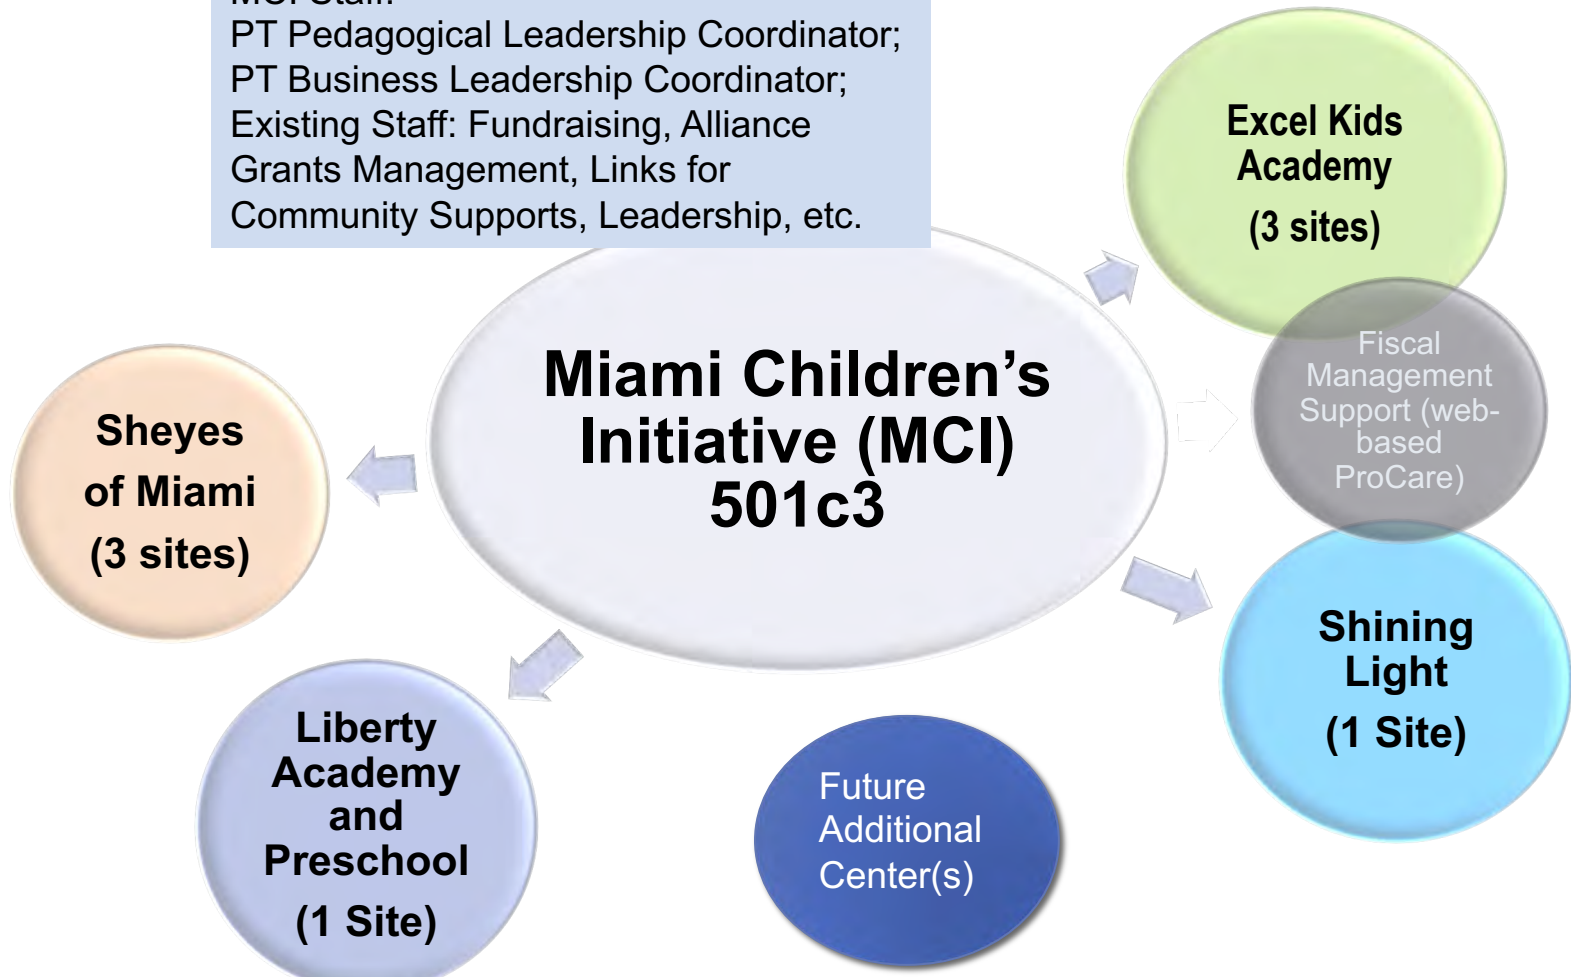 MCI Staff:
PT Pedagogical Leadership Coordinator;
PT Business Leadership Coordinator;
Existing Staff: Fundraising, Alliance
Grants Management, Links for
Community Supports, Leadership, etc.
Excel Kids
Academy
(3 sites)
Fiscal
Management
Support (web-
based
ProCare)
Miami Children’s
Initiative (MCI)
501c3
Sheyes
of Miami
(3 sites)
Shining
Light
(1 Site)
Liberty
Academy
and
Preschool
(1 Site)
Future
Additional
Center(s)